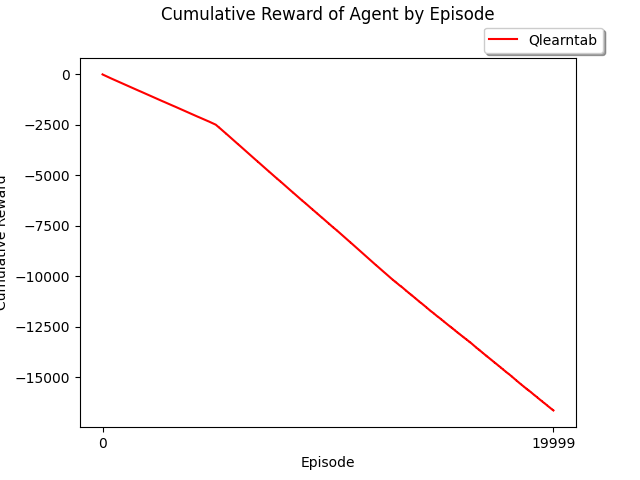 Cumulative Reward of Agent by Episode
Qlearntab
0
−2500
−5000
−7500
−10000
−12500
−15000
Cumulative Reward
0 19999
Episode